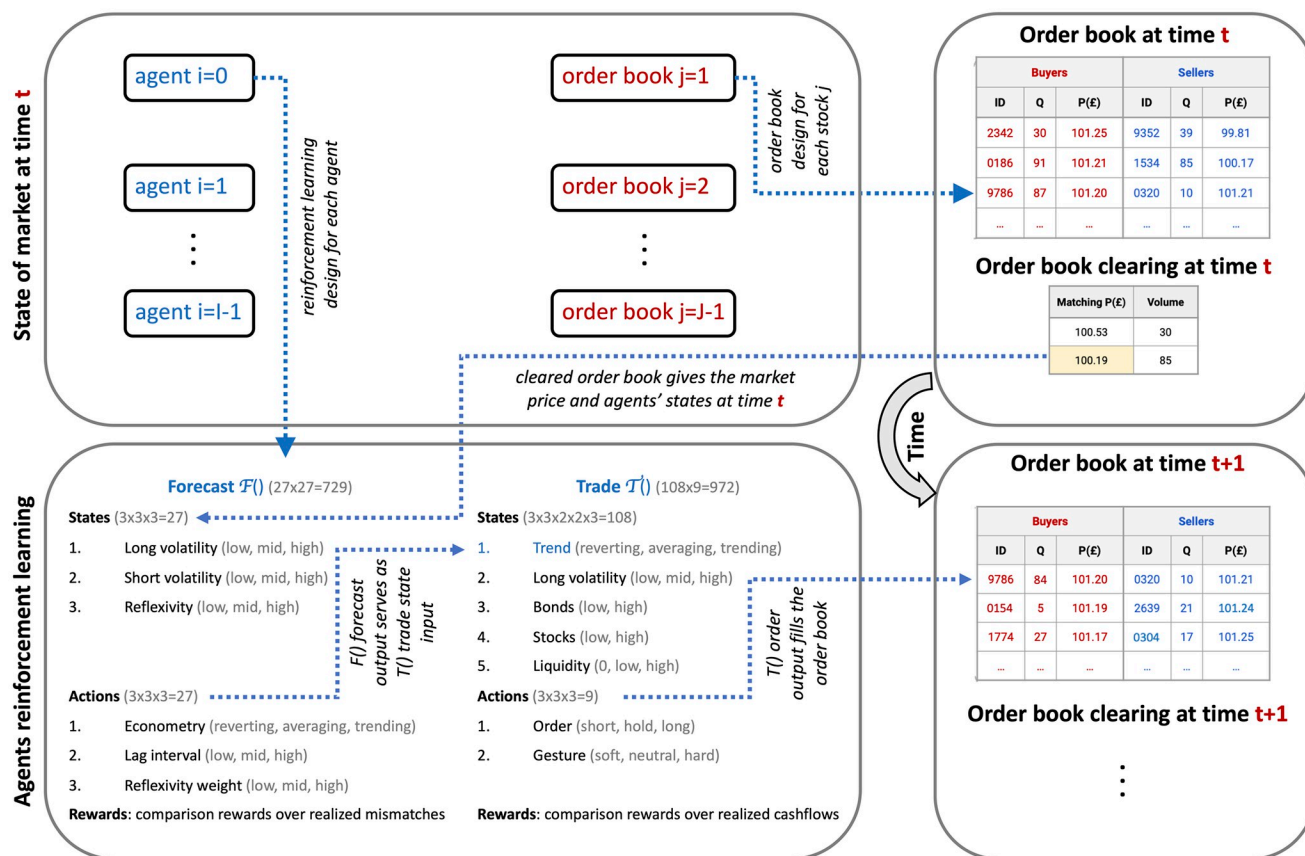 State of market at time t
agent i=0
agent i=1
⋮
agent i=I-1
reinforcement learning
design for each agent
order book j=1
order book j=2
⋮
order book j=J-1
order book
design for
each stock j
cleared order book gives the market
price and agents' states at time t
Order book at time t
Buyers Sellers
ID Q P(£) ID Q P(£)
2342 30 101.25 9352 39 99.81
0186 91 101.21 1534 85 100.17
9786 87 101.20 0320 10 101.21
... ... ... ... ... ...
Order book clearing at time t
Matching P(£) Volume
100.53 30
100.19 85
Time
Agents reinforcement learning
Forecast F() (27x27=729)
States (3x3x3=27)
1. Long volatility (low, mid, high)
2. Short volatility (low, mid, high)
3. Reflexivity (low, mid, high)
Actions (3x3x3=27)
1. Econometry (reverting, averaging, trending)
2. Lag interval (low, mid, high)
3. Reflexivity weight (low, mid, high)
Rewards: comparison rewards over realized mismatches
F() forecast
output serves as
T() trade state
input
Trade T() (108x9=972)
States (3x3x2x2x3=108)
1. Trend (reverting, averaging, trending)
2. Long volatility (low, mid, high)
3. Bonds (low, high)
4. Stocks (low, high)
5. Liquidity (0, low, high)
Actions (3x3x3=9)
1. Order (short, hold, long)
2. Gesture (soft, neutral, hard)
Rewards: comparison rewards over realized cashflows
T() order
output fills the
order book
Order book at time t+1
Buyers Sellers
ID Q P(£) ID Q P(£)
9786 84 101.20 0320 10 101.21
0154 5 101.19 2639 21 101.24
1774 27 101.17 0304 17 101.25
... ... ... ... ... ...
Order book clearing at time t+1
⋮